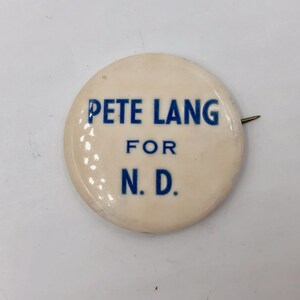 PETE LANG
FOR
N. D.